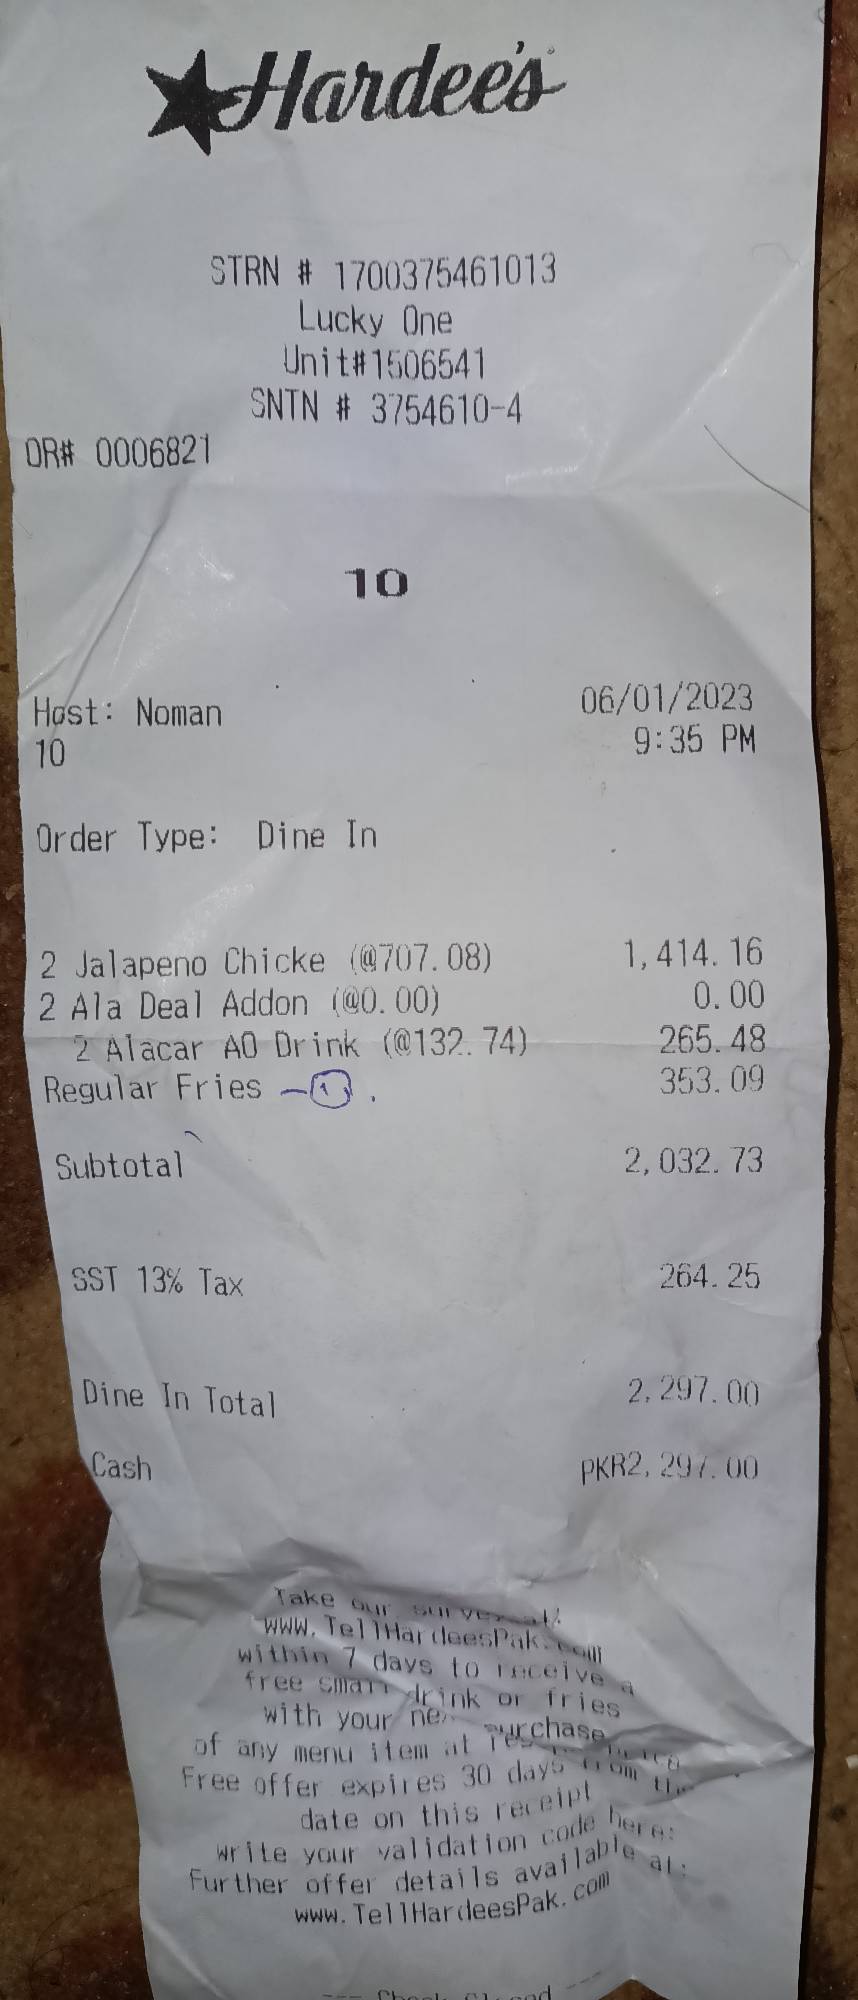 Hardee's
STRN # 1700375461013
Lucky One
Unit#1506541
SNTN # 3754610-4
OR# 0006821
10
Host: Noman 06/01/2023
10 9:35 PM
Order Type: Dine In
2 Jalapeno Chicke (@707.08) 1,414.16
2 Ala Deal Addon (@0.00) 0.00
2 Alacar AO Drink (@132.74) 265.48
Regular Fries - 1 . 353.09
Subtotal 2,032.73
SST 13% Tax 264.25
Dine In Total 2,297.00
Cash PKR2,297.00
Take our survey at
www.TellHardeesPak.com
within 7 days to receive a
free small drink or fries
with your purchase
of any menu item at
Free offer expires 30 days from the
date on this receipt
write your validation code here:
Further offer details available at:
www.TellHardeesPak.com
--- Check Closed ---